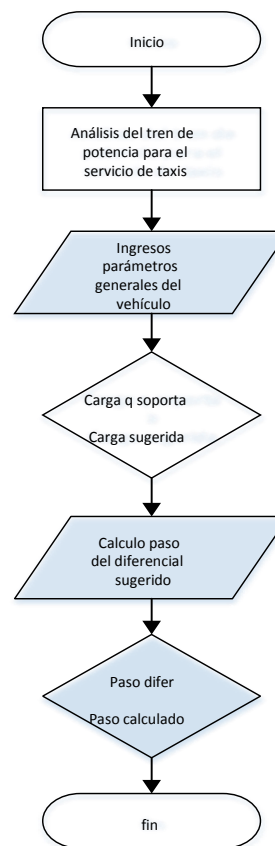 Inicio
Análisis del tren de
potencia para el
servicio de taxis
Ingresos
parámetros
generales del
vehículo
Carga q soporta
Carga sugerida
Calculo paso
del diferencial
sugerido
Paso difer
Paso calculado
fin